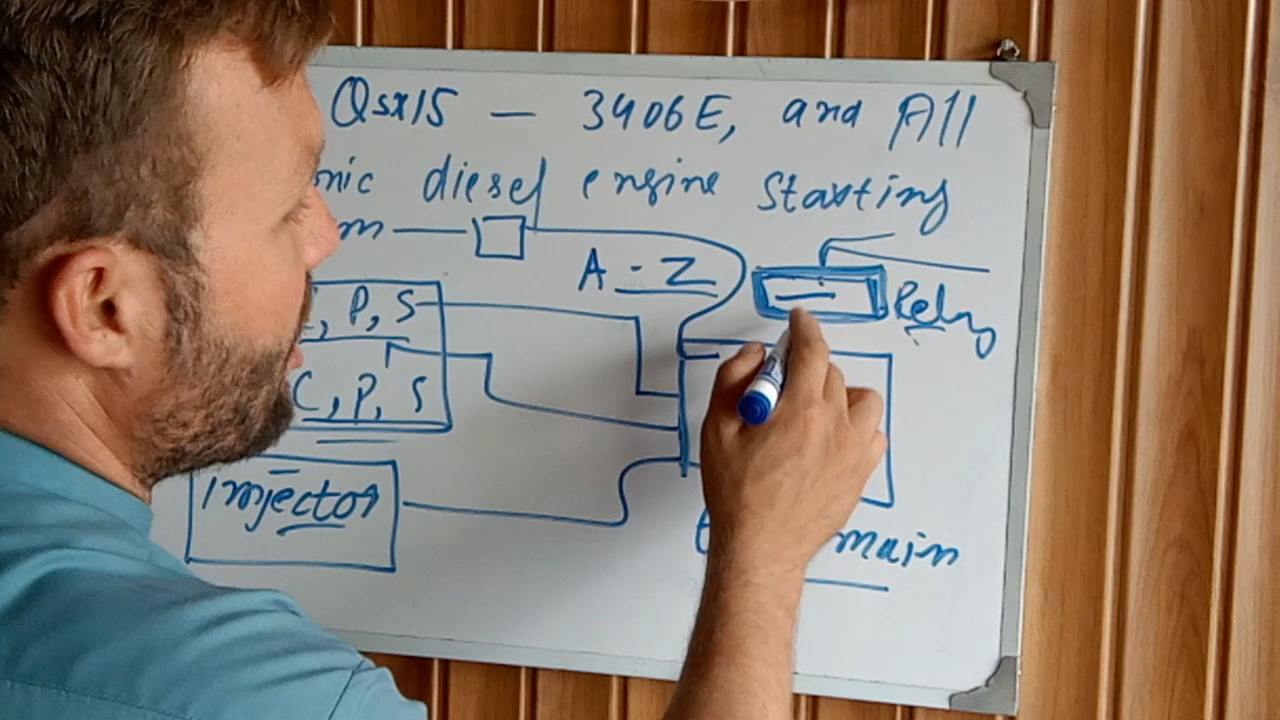 Qsx15 — 3406E, and All
nic diesel engine Starting
m
A - Z
Relay
, P, S
C, P, S
injector
main